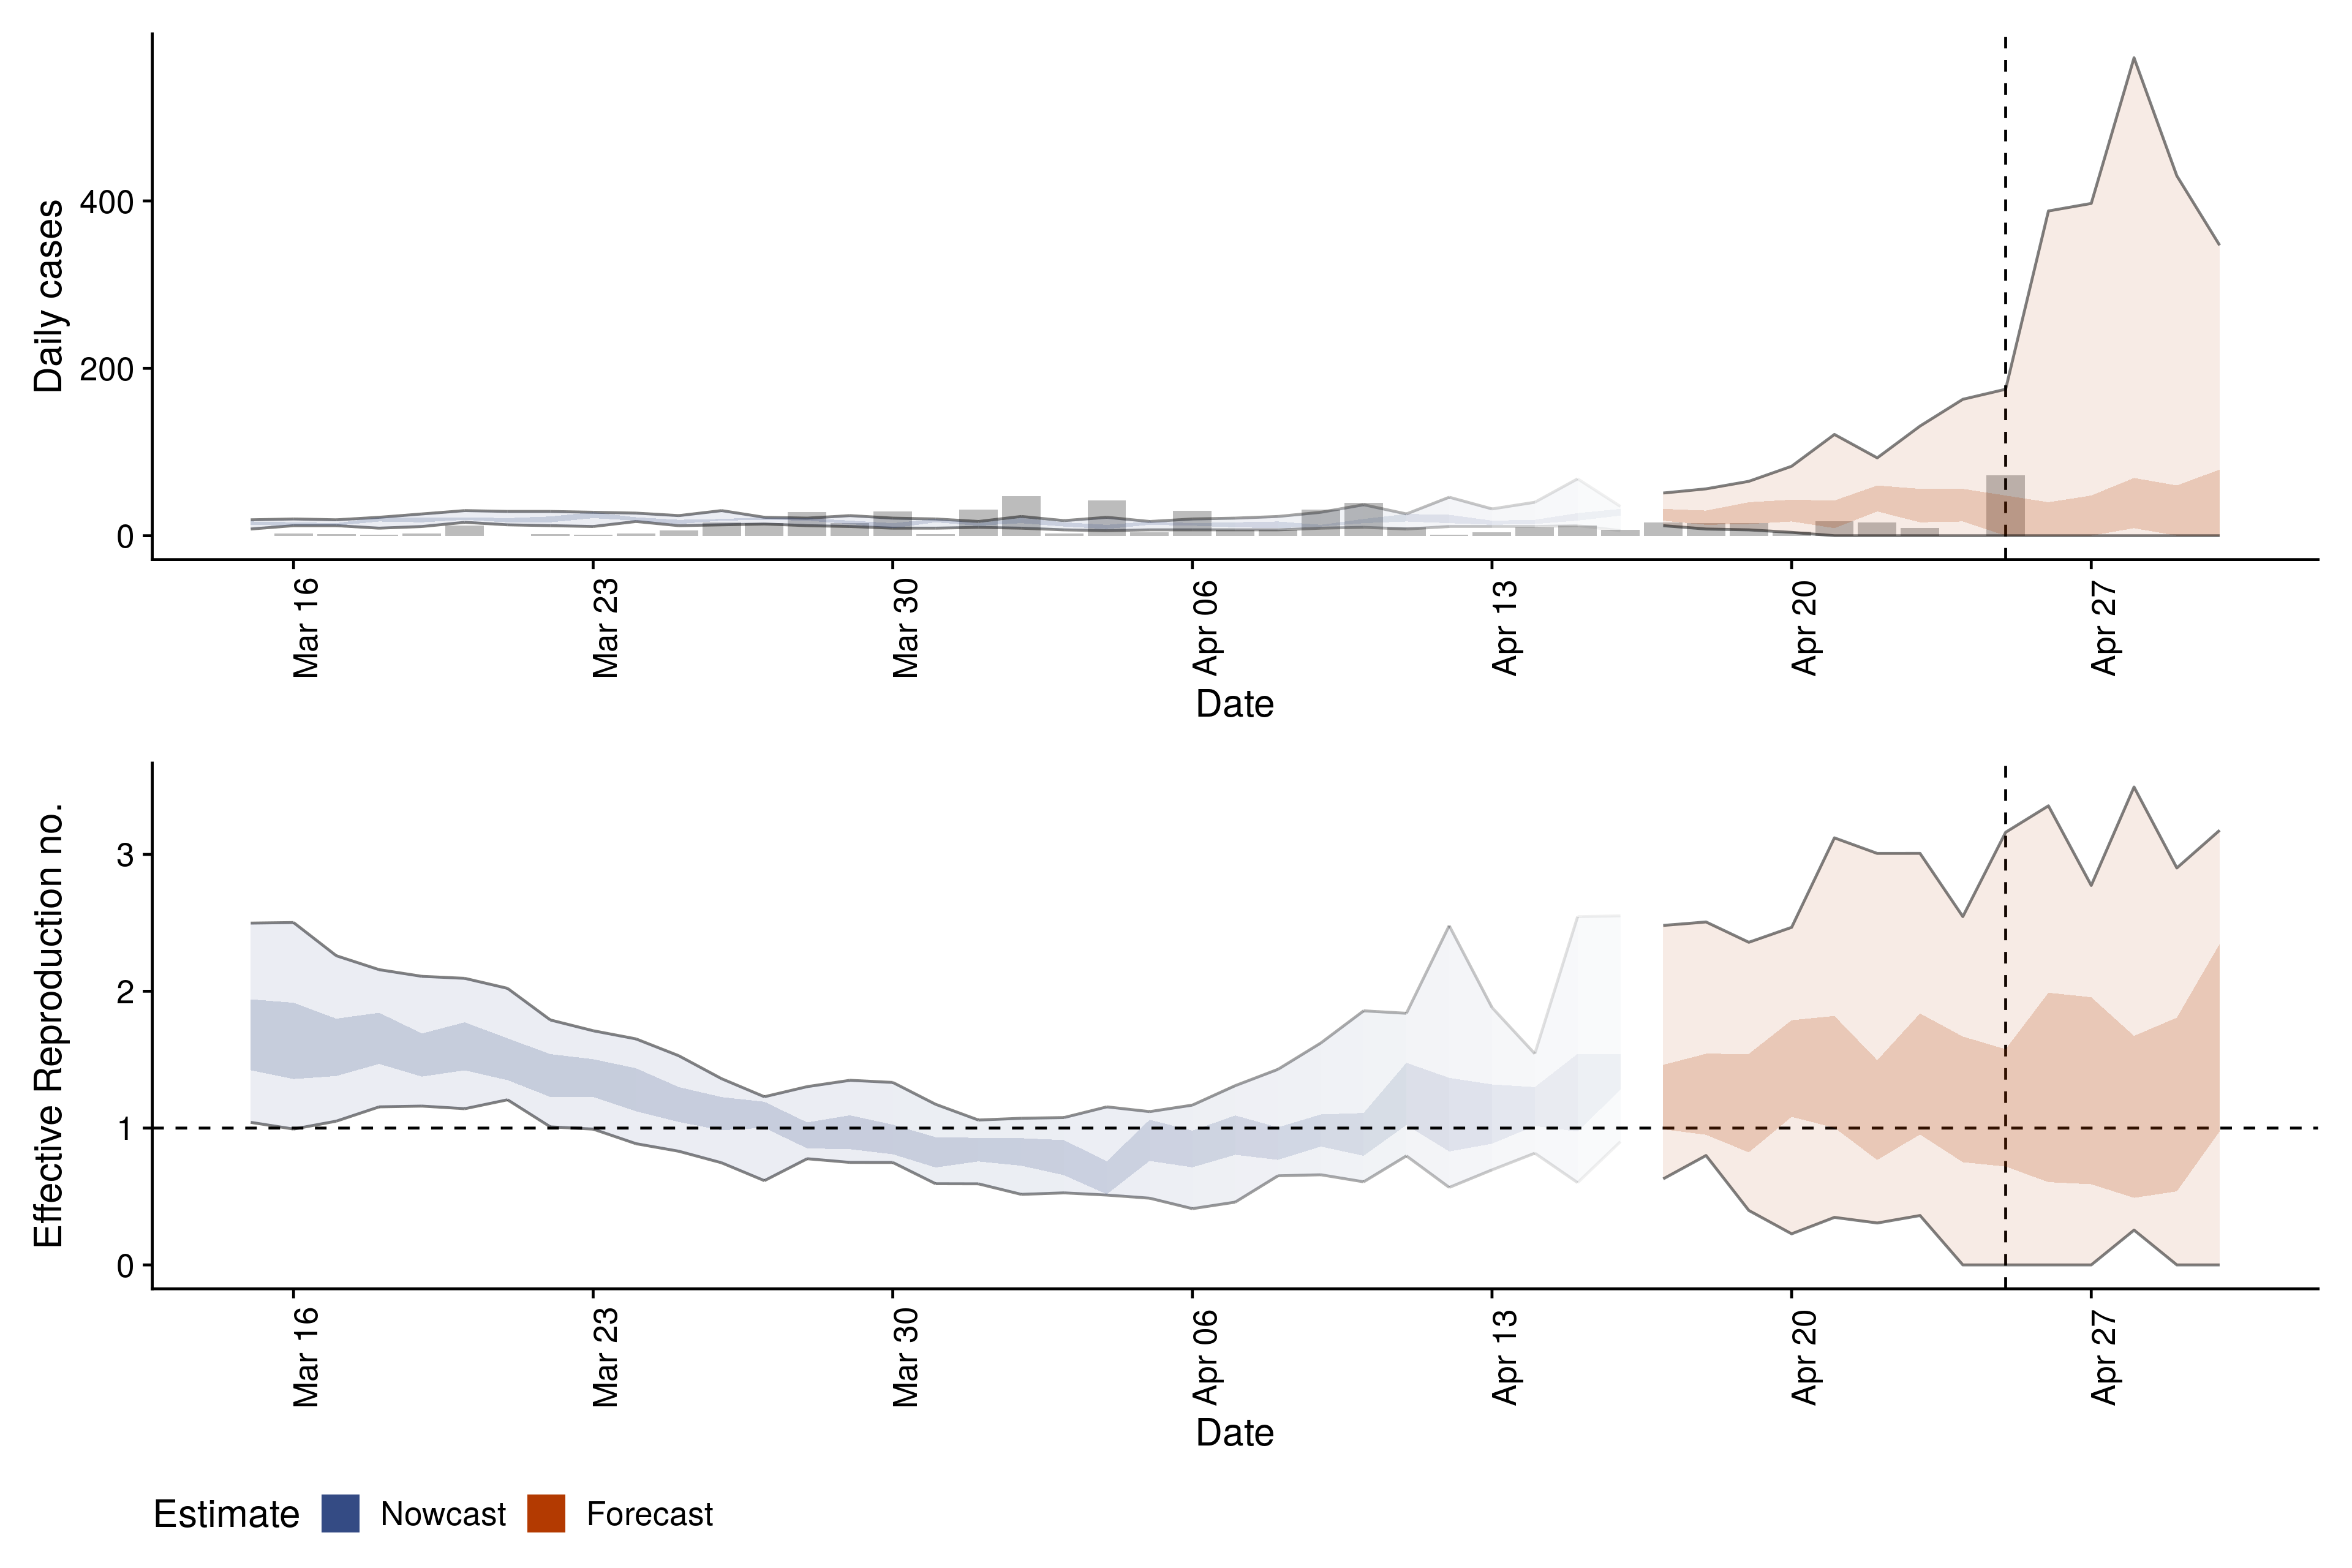 Daily cases
400
200
0
Mar 16
Mar 23
Mar 30
Apr 06
Apr 13
Apr 20
Apr 27
Date
Effective Reproduction no.
3
2
1
0
Mar 16
Mar 23
Mar 30
Apr 06
Apr 13
Apr 20
Apr 27
Date
Estimate Nowcast Forecast